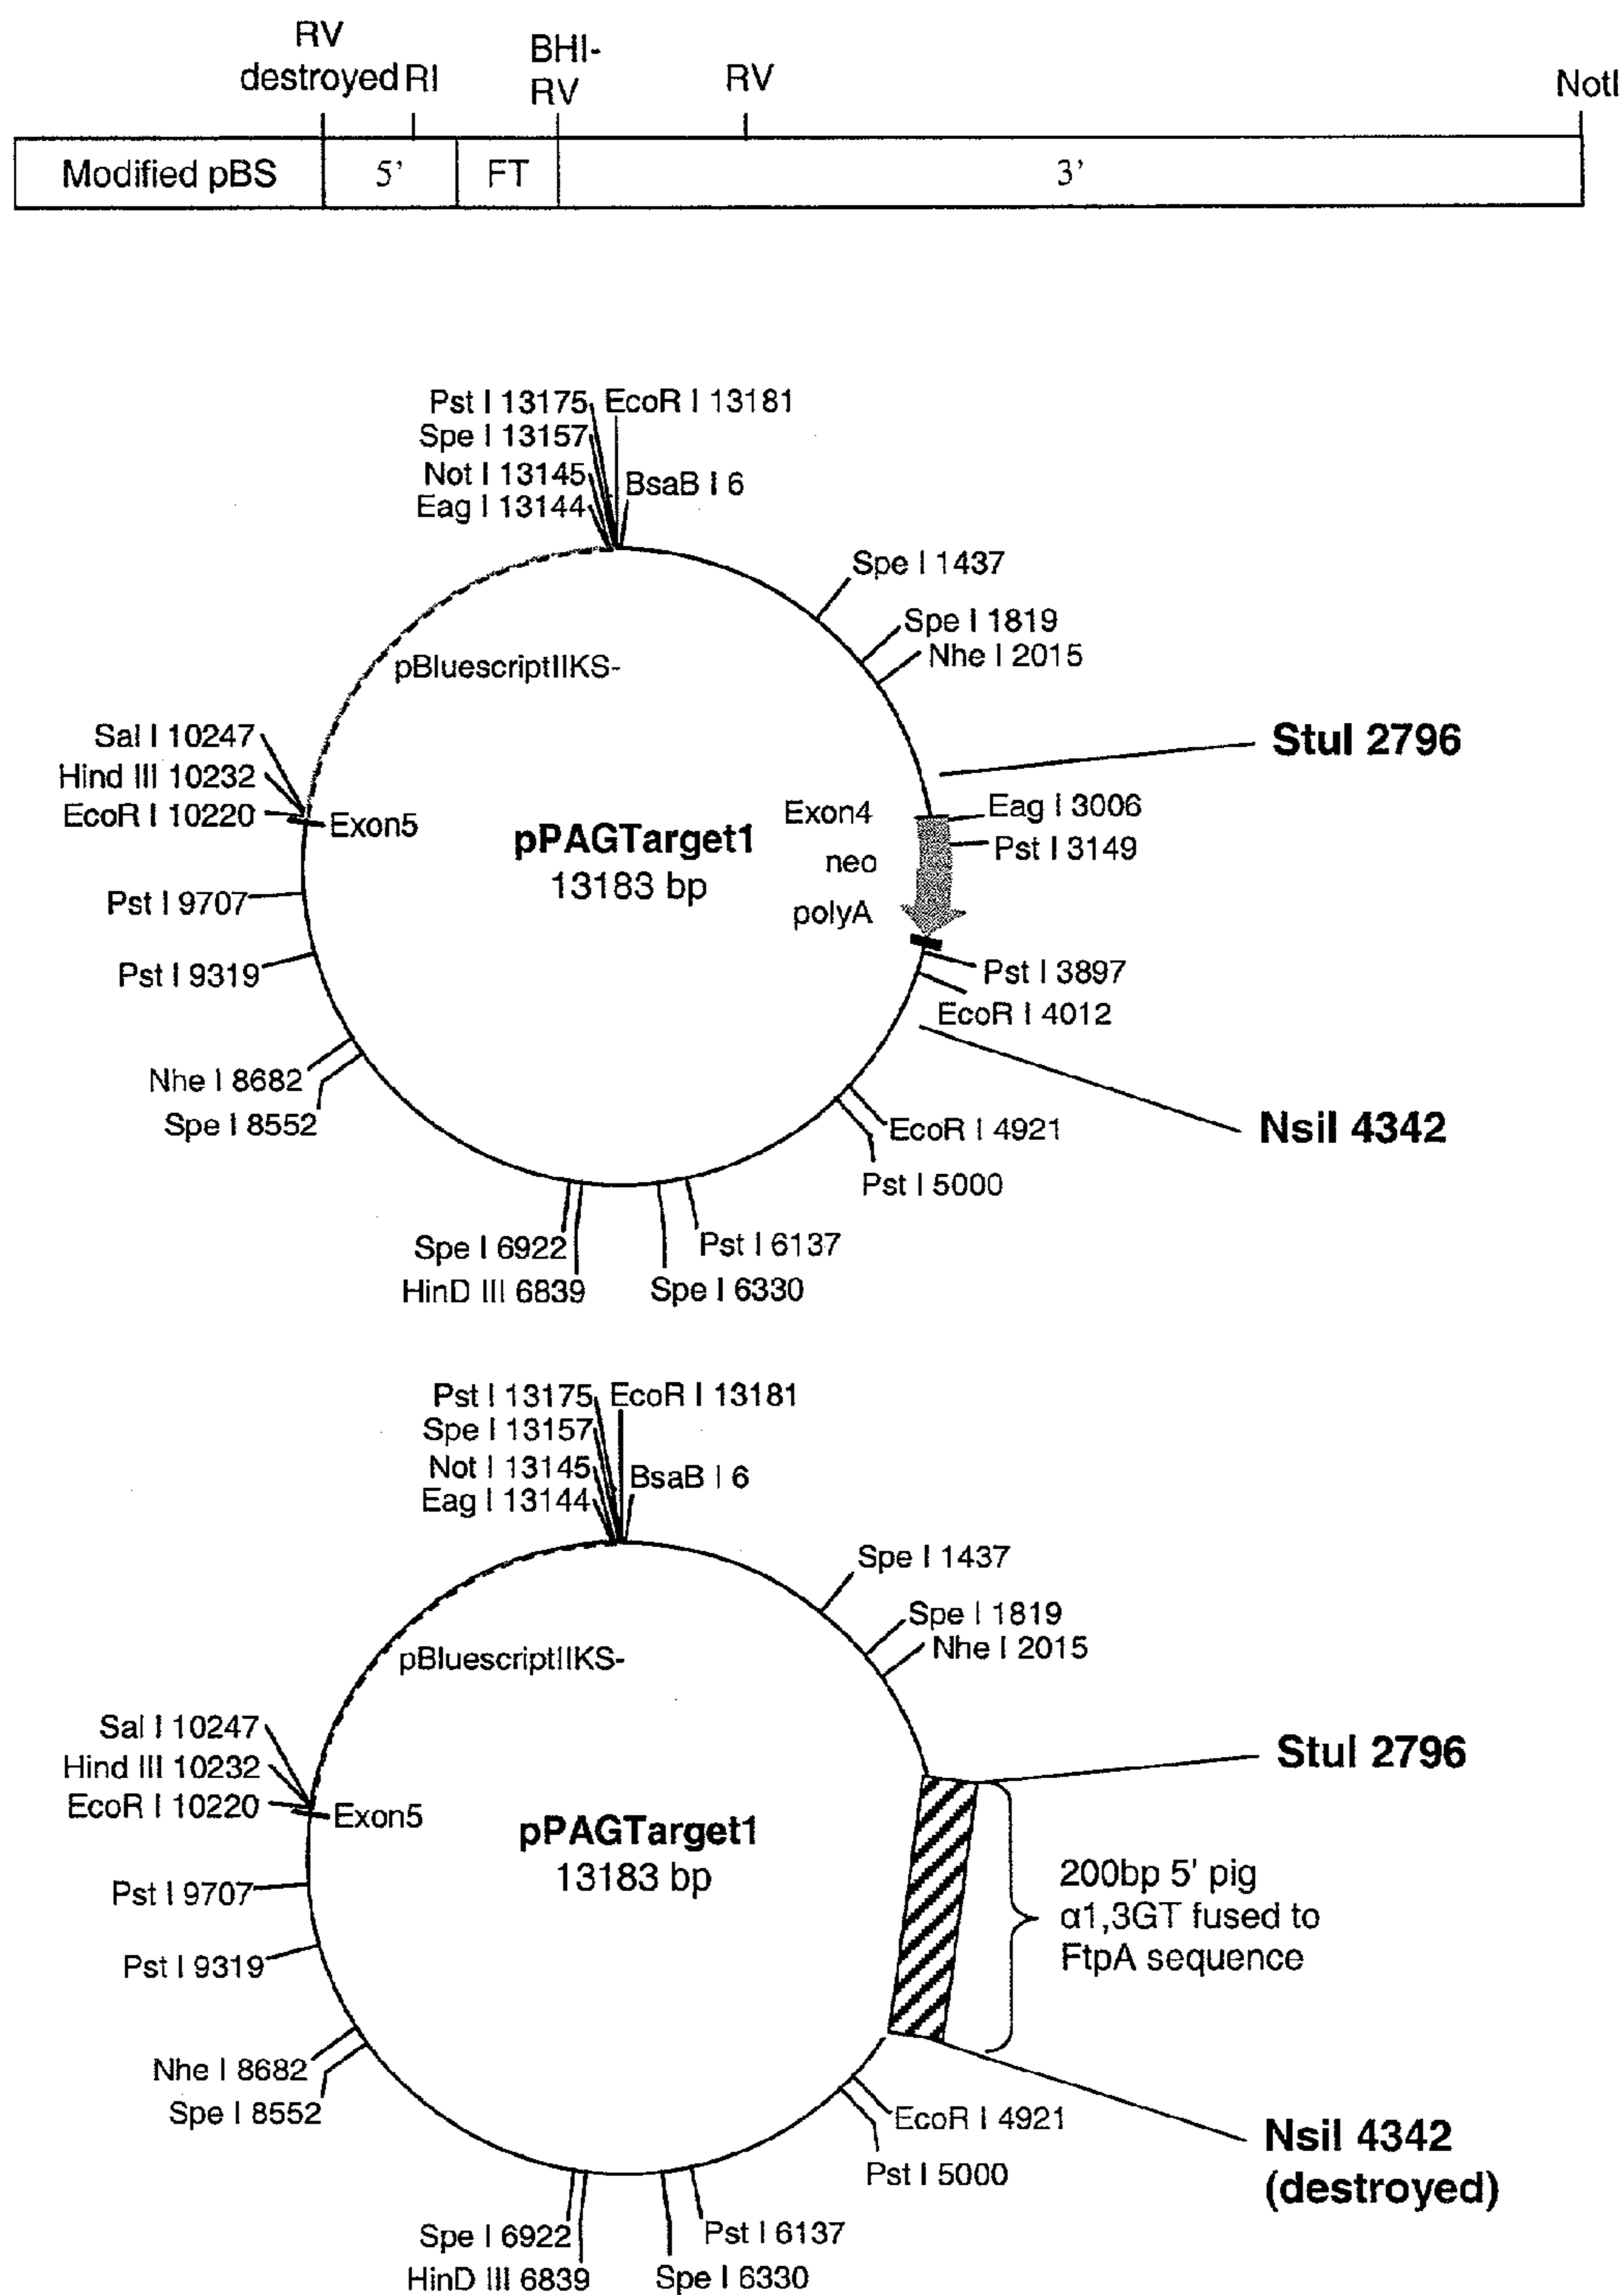 RV
destroyed RI
BHI-
RV
RV
NotI
Modified pBS
5’
FT
3’
Pst I 13175
EcoR I 13181
Spe I 13157
Not I 13145
BsaB I 6
Eag I 13144
Spe I 1437
Spe I 1819
Nhe I 2015
pBluescriptIIKS-
Sal I 10247
Hind III 10232
EcoR I 10220
Exon5
StuI 2796
pPAGTarget1
13183 bp
Exon4
neo
polyA
Eag I 3006
Pst I 3149
Pst I 9707
Pst I 9319
Pst I 3897
EcoR I 4012
Nhe I 8682
Spe I 8552
NsiI 4342
EcoR I 4921
Pst I 5000
Spe I 6922
HinD III 6839
Pst I 6137
Spe I 6330
Pst I 13175
EcoR I 13181
Spe I 13157
Not I 13145
BsaB I 6
Eag I 13144
Spe I 1437
Spe I 1819
Nhe I 2015
pBluescriptIIKS-
Sal I 10247
Hind III 10232
EcoR I 10220
Exon5
StuI 2796
pPAGTarget1
13183 bp
200bp 5' pig
α1,3GT fused to
FtpA sequence
Pst I 9707
Pst I 9319
Nhe I 8682
Spe I 8552
NsiI 4342
(destroyed)
EcoR I 4921
Pst I 5000
Spe I 6922
HinD III 6839
Pst I 6137
Spe I 6330